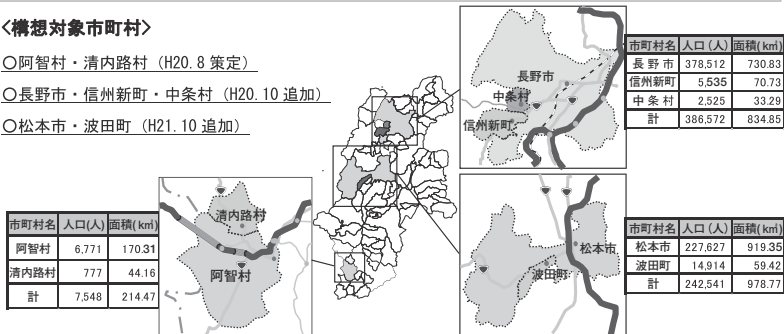 <構想対象市町村>
○阿智村・清内路村（H20.8 策定）
○長野市・信州新町・中条村（H20.10 追加）
○松本市・波田町（H21.10 追加）
長野市
中条村
信州新町
市町村名 人口(人) 面積(㎢)
長野市 378,512 730.83
信州新町 5,535 70.73
中条村 2,525 33.29
計 386,572 834.85
清内路村
阿智村
市町村名 人口(人) 面積(㎢)
阿智村 6,771 170.31
清内路村 777 44.16
計 7,548 214.47
松本市
波田町
市町村名 人口(人) 面積(㎢)
松本市 227,627 919.35
波田町 14,914 59.42
計 242,541 978.77